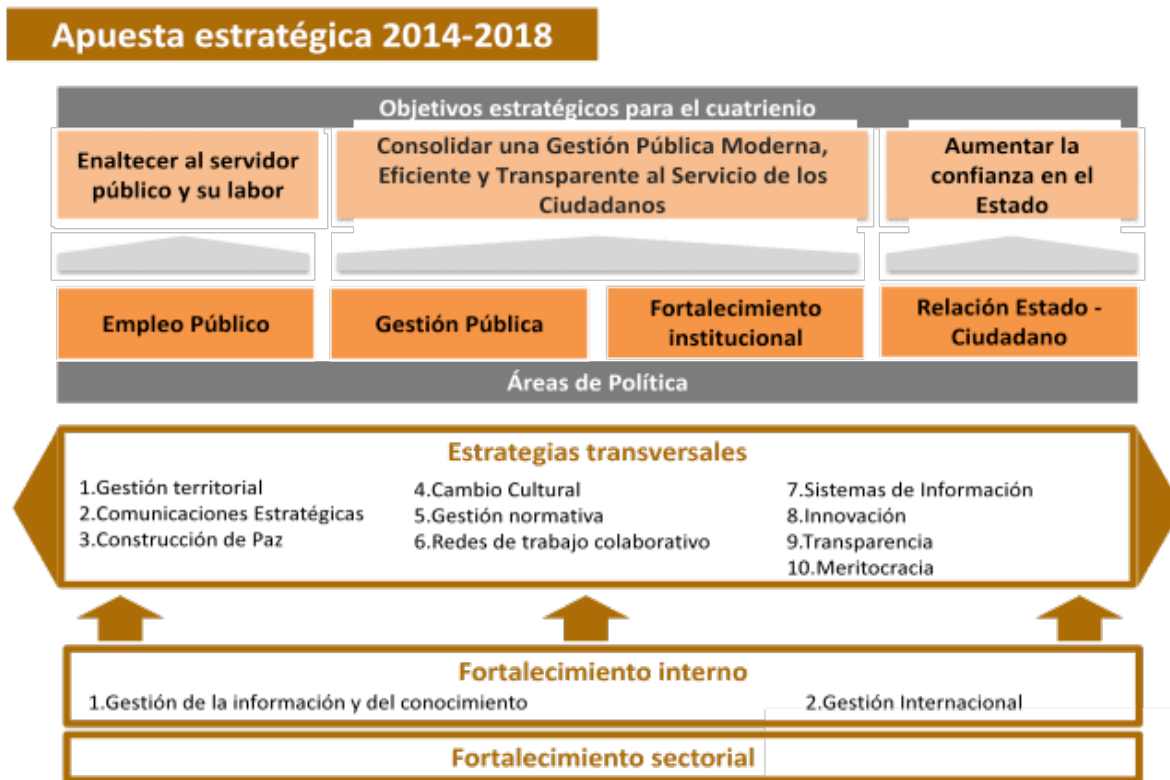 Apuesta estratégica 2014-2018
Objetivos estratégicos para el cuatrienio
Enaltecer al servidor
público y su labor
Consolidar una Gestión Pública Moderna,
Eficiente y Transparente al Servicio de los
Ciudadanos
Aumentar la
confianza en el
Estado
Empleo Público
Gestión Pública
Fortalecimiento
institucional
Relación Estado -
Ciudadano
Áreas de Política
Estrategias transversales
1.Gestión territorial
2.Comunicaciones Estratégicas
3.Construcción de Paz
4.Cambio Cultural
5.Gestión normativa
6.Redes de trabajo colaborativo
7.Sistemas de Información
8.Innovación
9.Transparencia
10.Meritocracia
Fortalecimiento interno
1.Gestión de la información y del conocimiento
2.Gestión Internacional
Fortalecimiento sectorial